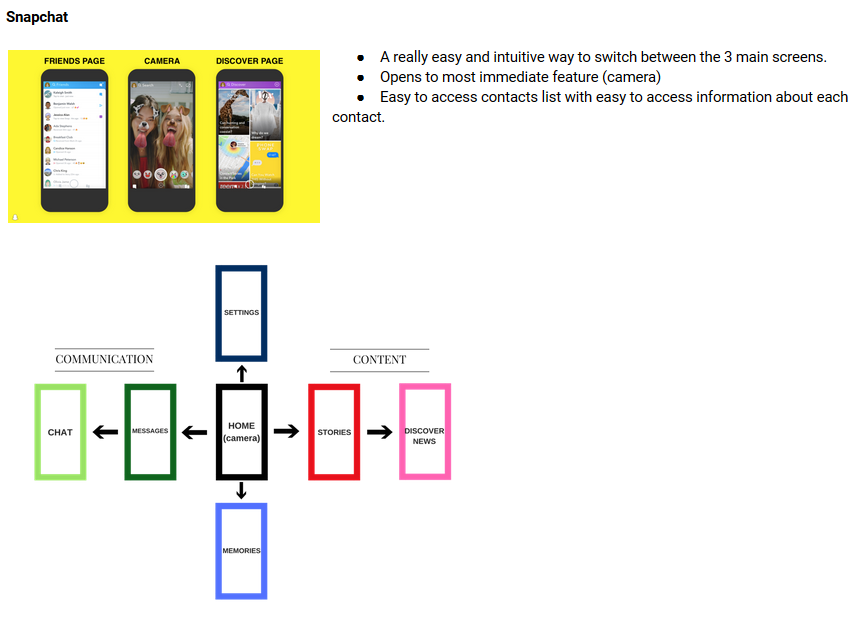 Snapchat
FRIENDS PAGE
CAMERA
DISCOVER PAGE
● A really easy and intuitive way to switch between the 3 main screens.
● Opens to most immediate feature (camera)
● Easy to access contacts list with easy to access information about each
contact.
SETTINGS
COMMUNICATION
CONTENT
CHAT
MESSAGES
HOME
(camera)
STORIES
DISCOVER
NEWS
MEMORIES